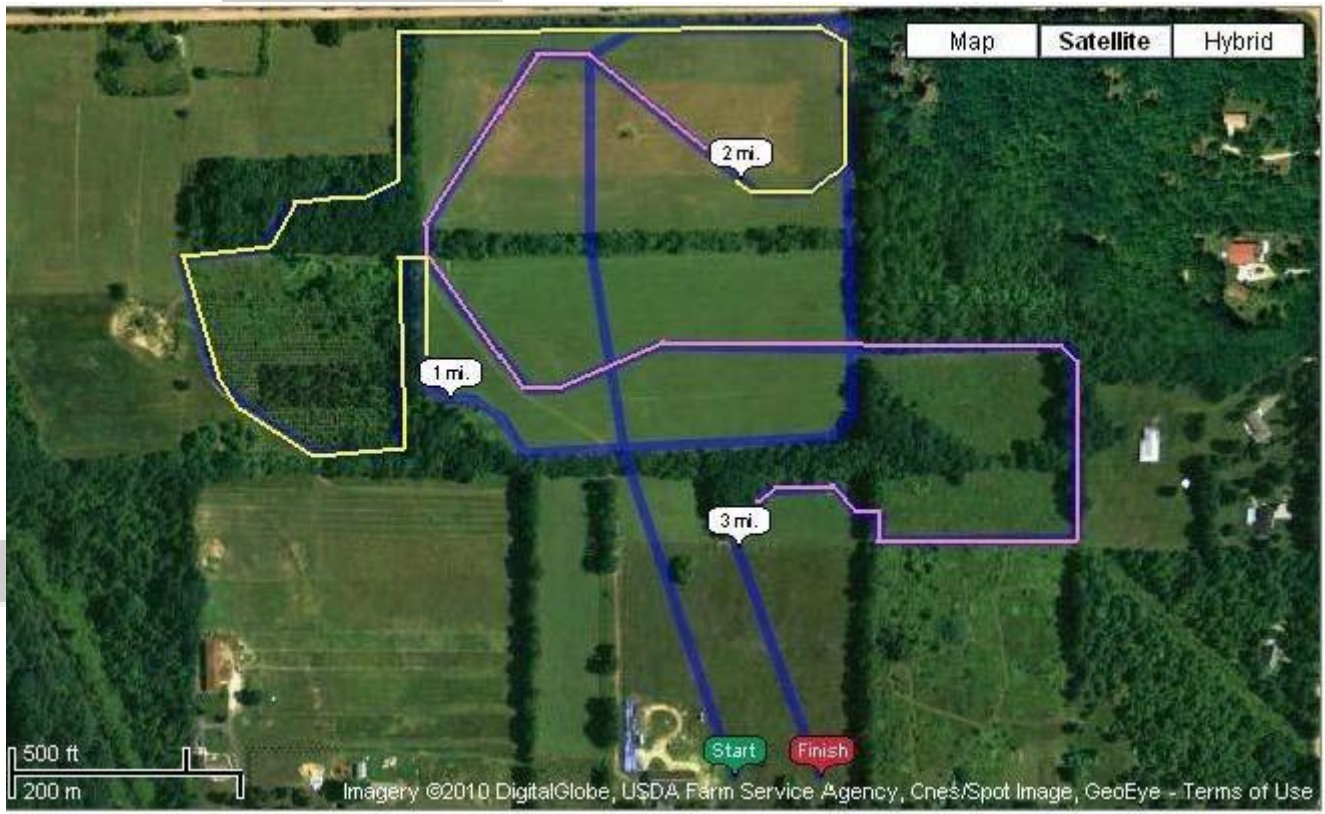 Map Satellite Hybrid
2 mi.
1 mi.
3 mi.
Start Finish
500 ft
200 m
Imagery ©2010 DigitalGlobe, USDA Farm Service Agency, Cnes/Spot Image, GeoEye - Terms of Use